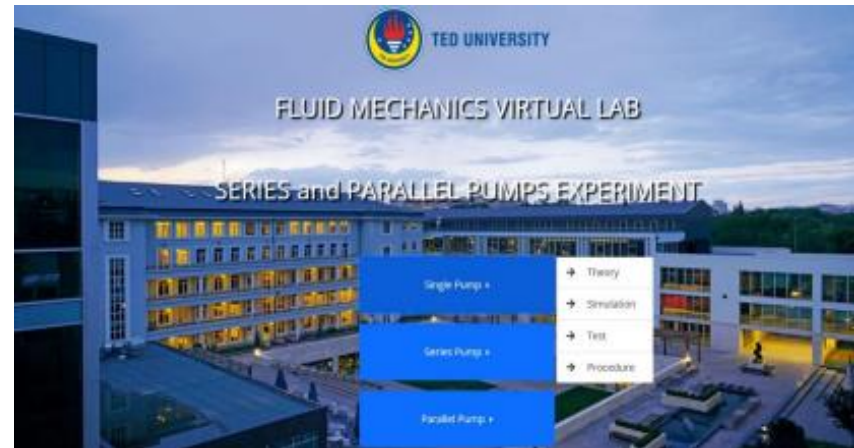 TED UNIVERSITY
FLUID MECHANICS VIRTUAL LAB
SERIES and PARALLEL PUMPS EXPERIMENT
Single Pump »
→ Theory
→ Simulation
Series Pump »
→ Test
→ Procedure
Parallel Pump »